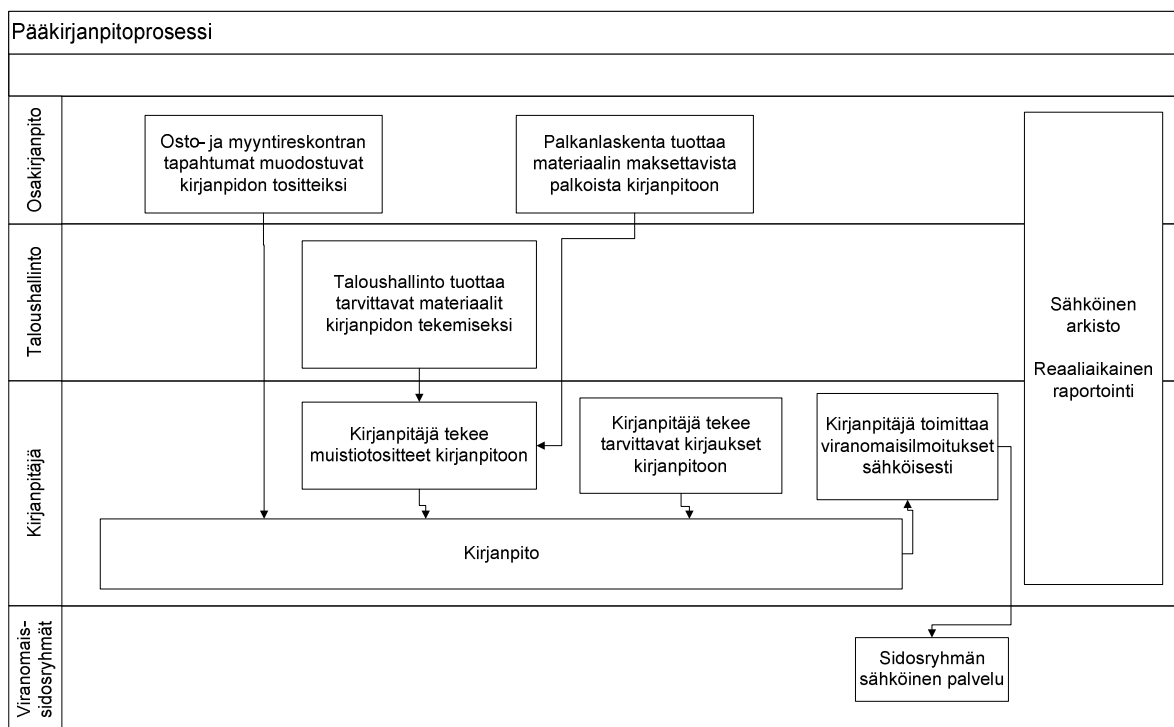 Pääkirjanpitoprosessi
Osakirjanpito
Osto- ja myyntireskontran
tapahtumat muodostuvat
kirjanpidon tositteiksi
Palkanlaskenta tuottaa
materiaalin maksettavista
palkoista kirjanpitoon
Taloushallinto
Taloushallinto tuottaa
tarvittavat materiaalit
kirjanpidon tekemiseksi
Sähköinen
arkisto
Reaaliaikainen
raportointi
Kirjanpitäjä
Kirjanpitäjä tekee
muistiotositteet kirjanpitoon
Kirjanpitäjä tekee
tarvittavat kirjaukset
kirjanpitoon
Kirjanpitäjä toimittaa
viranomaisilmoitukset
sähköisesti
Kirjanpito
Viranomais-
sidosryhmät
Sidosryhmän
sähköinen palvelu